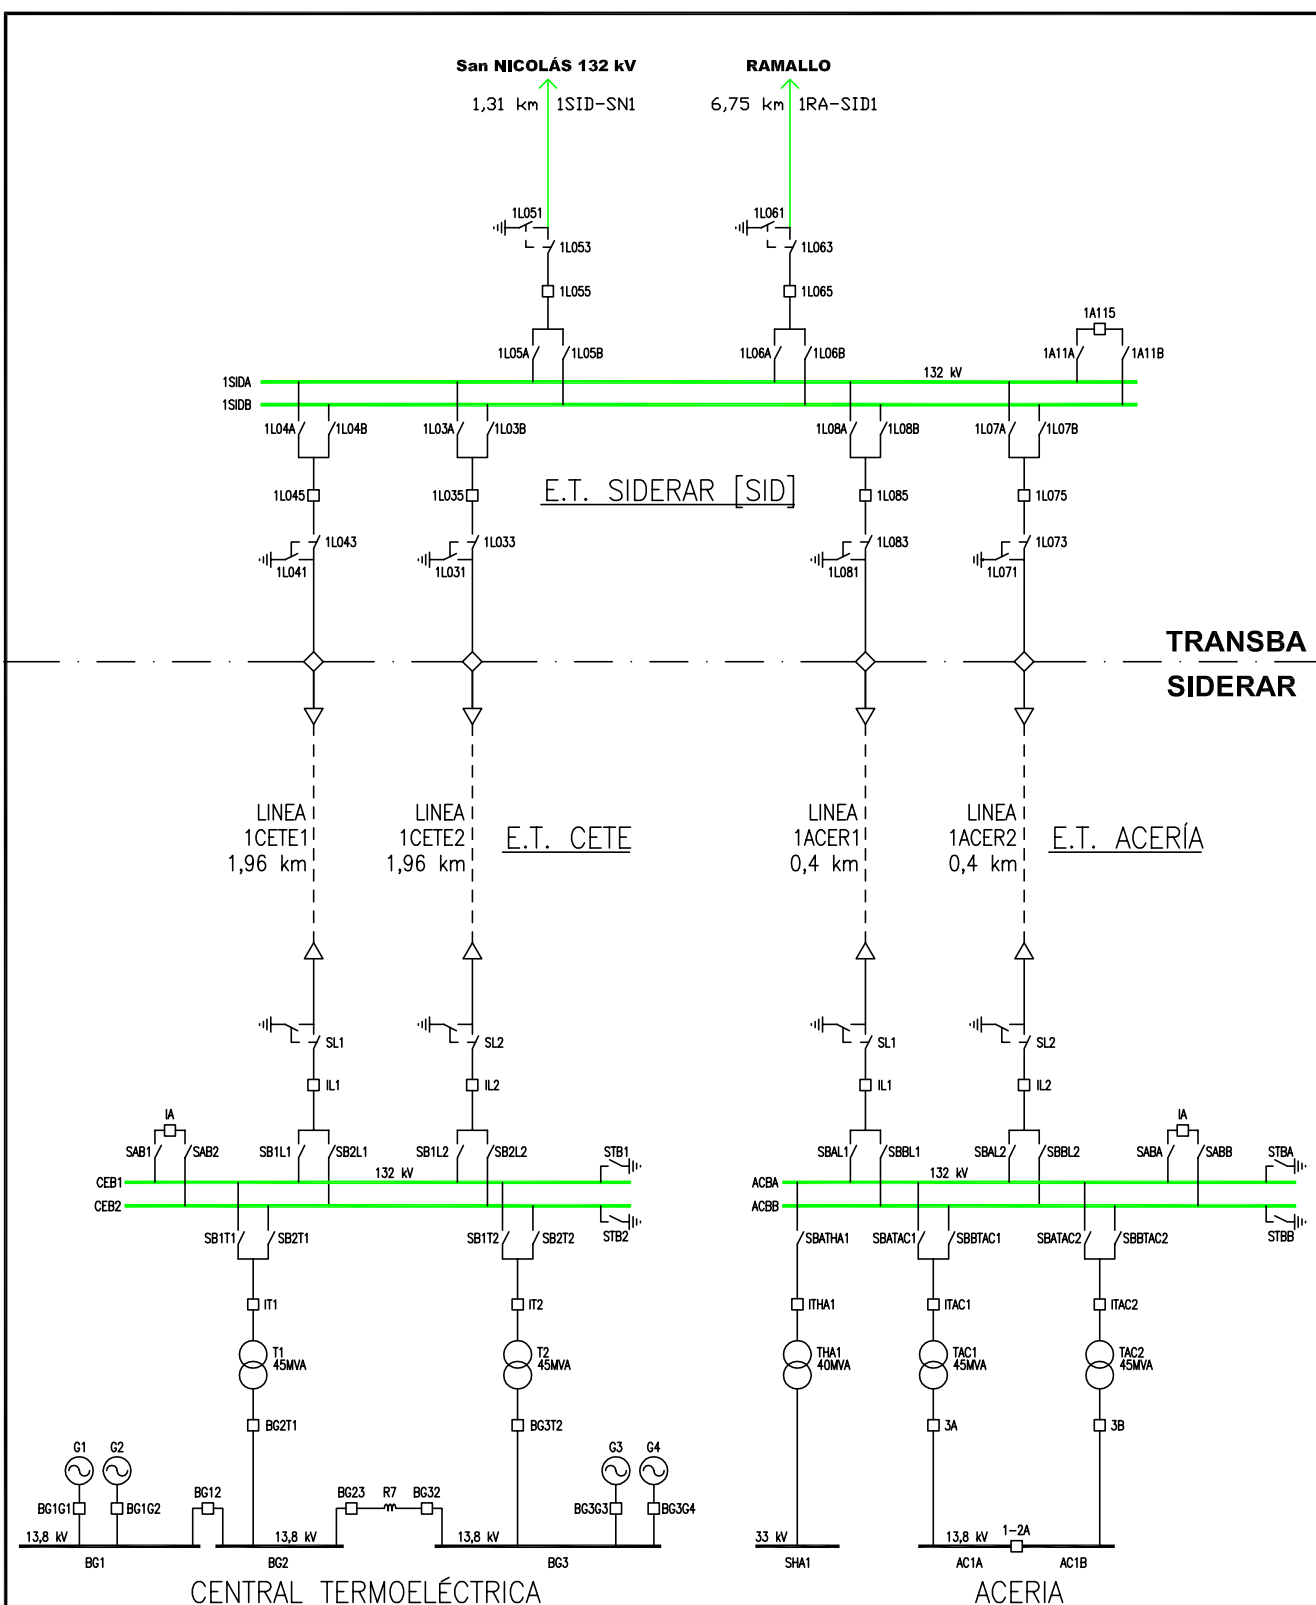 San NICOLÁS 132 kV
RAMALLO
1,31 km 1SID-SN1
6,75 km 1RA-SID1
1L051
1L061
1L053
1L063
1L055
1L065
1A115
1L05A 1L05B
1L06A 1L06B
1A11A 1A11B
1SIDA
132 kV
1SIDB
1L04A 1L04B
1L03A 1L03B
1L08A 1L08B
1L07A 1L07B
1L045
1L035
E.T. SIDERAR [SID]
1L085
1L075
1L043
1L033
1L083
1L073
1L041
1L031
1L081
1L071
TRANSBA
SIDERAR
LINEA
1CETE1
1,96 km
LINEA
1CETE2
1,96 km
E.T. CETE
LINEA
1ACER1
0,4 km
LINEA
1ACER2
0,4 km
E.T. ACERÍA
SL1
SL2
SL1
SL2
IL1
IL2
IL1
IL2
IA
IA
SAB1 SAB2
SB1L1 SB2L1
SB1L2 SB2L2
STB1
SBAL1 SBBL1
SBAL2 SBBL2
SABA SABB
STBA
CEB1
132 kV
ACBA
132 kV
CEB2
ACBB
SB1T1 SB2T1
SB1T2 SB2T2
STB2
SBATHA1
SBATAC1 SBBTAC1
SBATAC2 SBBTAC2
STBB
IT1
IT2
ITHA1
ITAC1
ITAC2
T1
45MVA
T2
45MVA
THA1
40MVA
TAC1
45MVA
TAC2
45MVA
BG2T1
BG3T2
3A
3B
G1
G2
G3
G4
BG12
BG23
R7
BG32
BG1G1
BG1G2
BG3G3
BG3G4
13,8 kV
13,8 kV
13,8 kV
33 kV
13,8 kV
1-2A
BG1
BG2
BG3
SHA1
AC1A
AC1B
CENTRAL TERMOELÉCTRICA
ACERIA